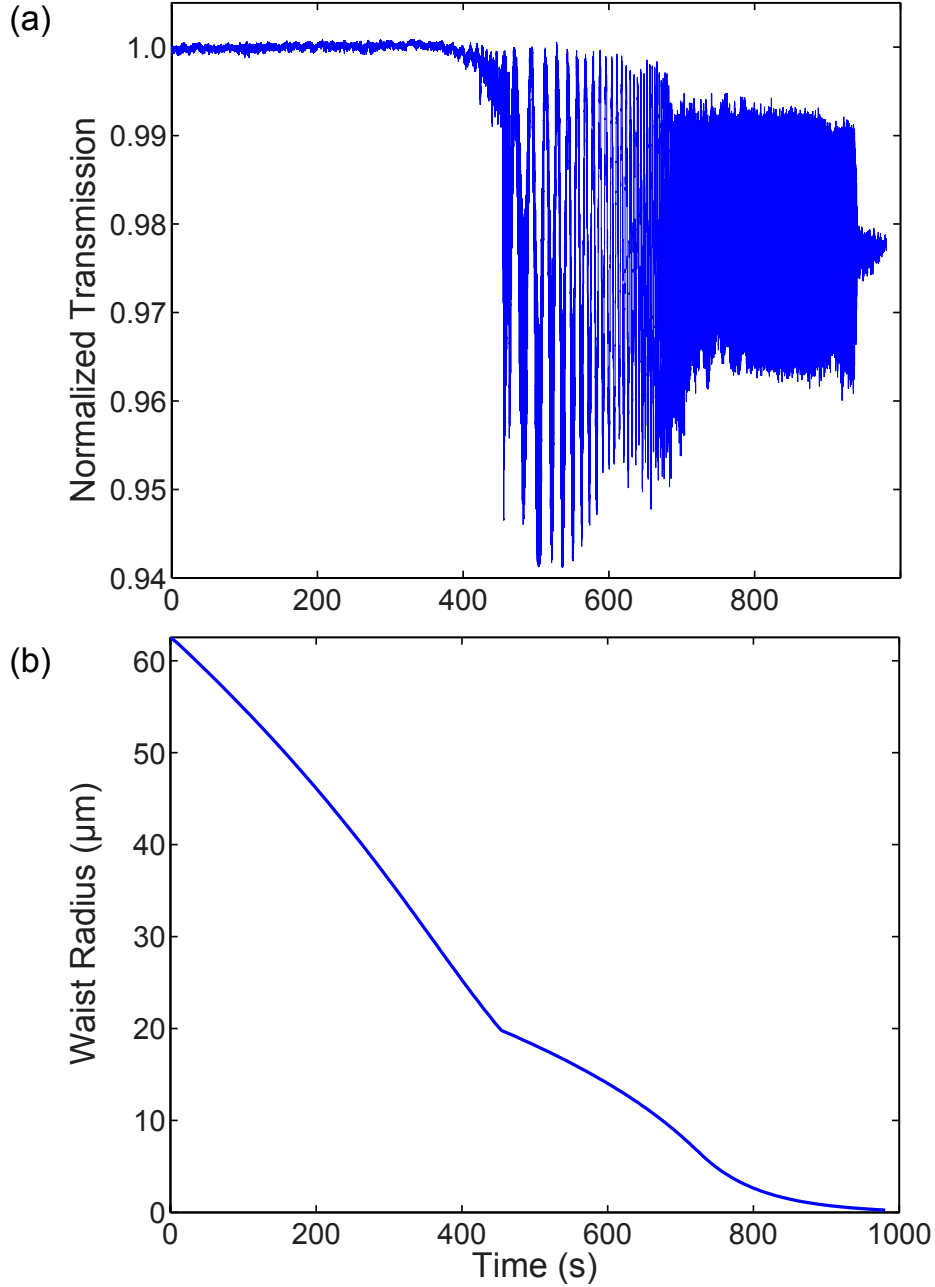 (a)
Normalized Transmission
1.0
0.99
0.98
0.97
0.96
0.95
0.94
0 200 400 600 800
(b)
Waist Radius (µm)
60
50
40
30
20
10
0
0 200 400 600 800 1000
Time (s)